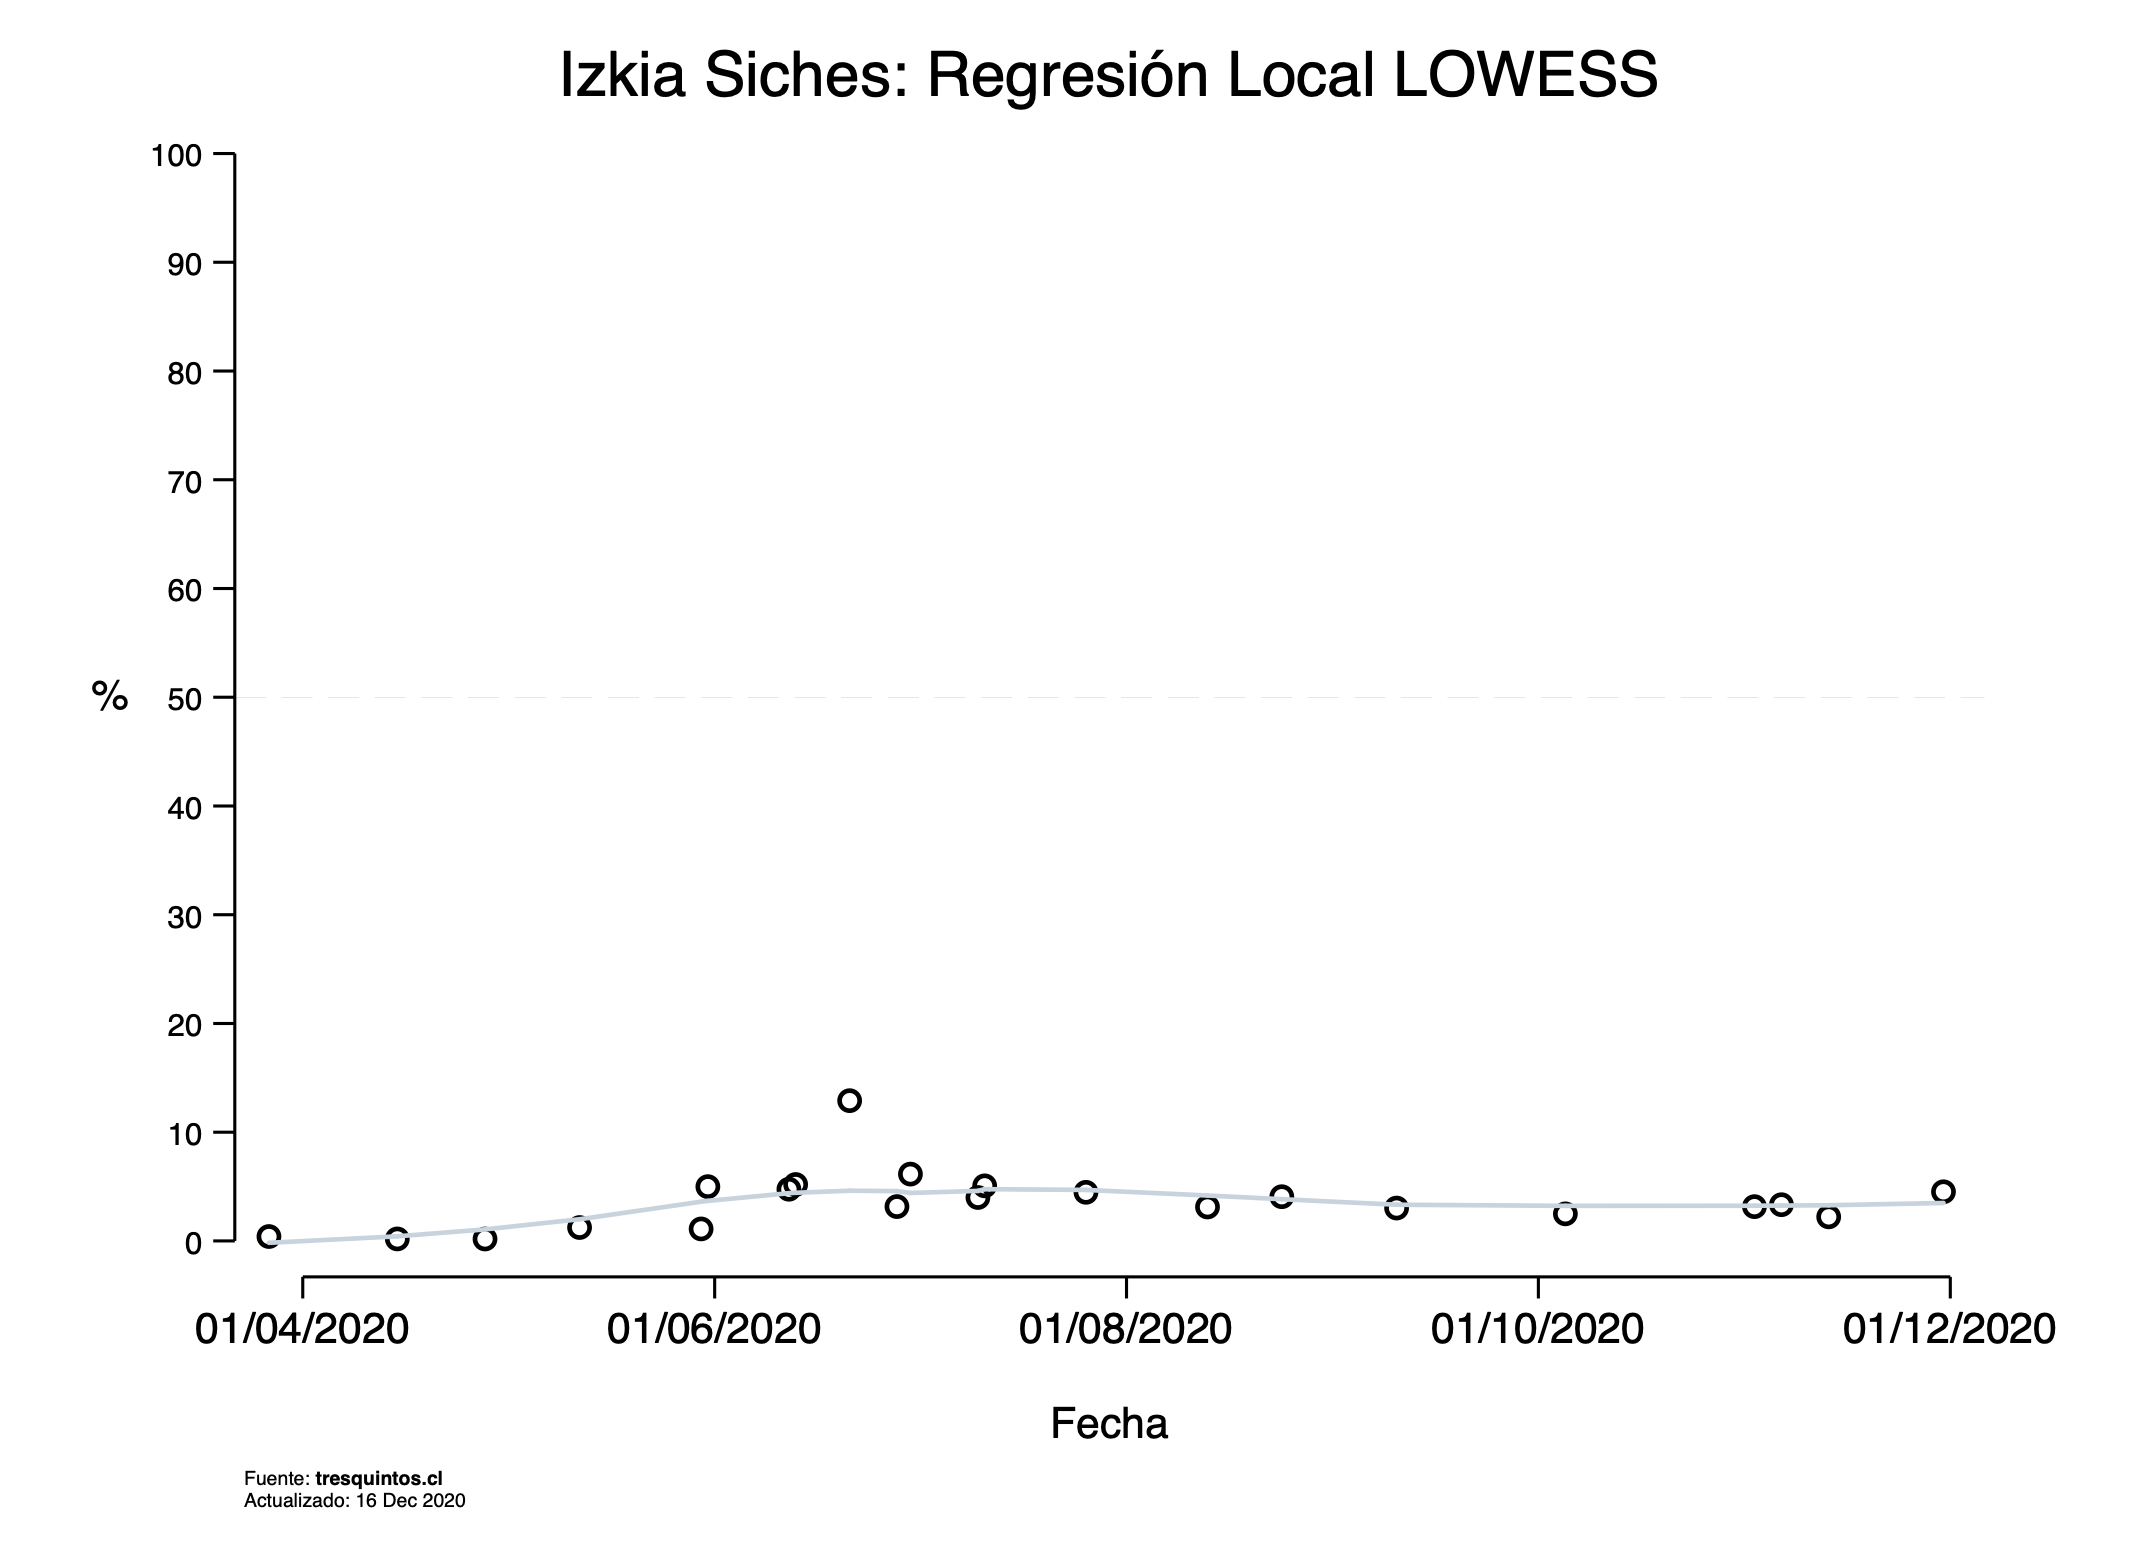 Izkia Siches: Regresión Local LOWESS
100
90
80
70
60
% 50
40
30
20
10
0
01/04/2020 01/06/2020 01/08/2020 01/10/2020 01/12/2020
Fecha
Fuente: tresquintos.cl
Actualizado: 16 Dec 2020